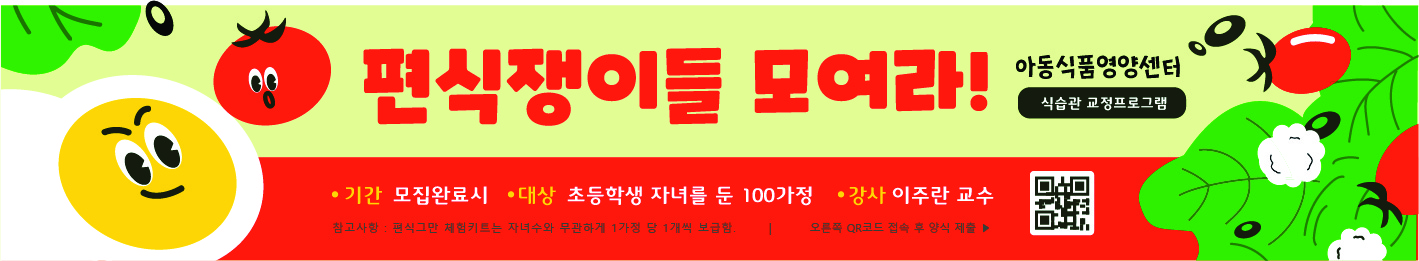 편식쟁이들 모여라!
아동식품영양센터
식습관 교정프로그램
• 기간 모집완료시 • 대상 초등학생 자녀를 둔 100가정 • 강사 이주란 교수
참고사항 : 편식그만 체험키트는 자녀수와 무관하게 1가정 당 1개씩 보급함. | 오른쪽 QR코드 접속 후 양식 제출 ▶